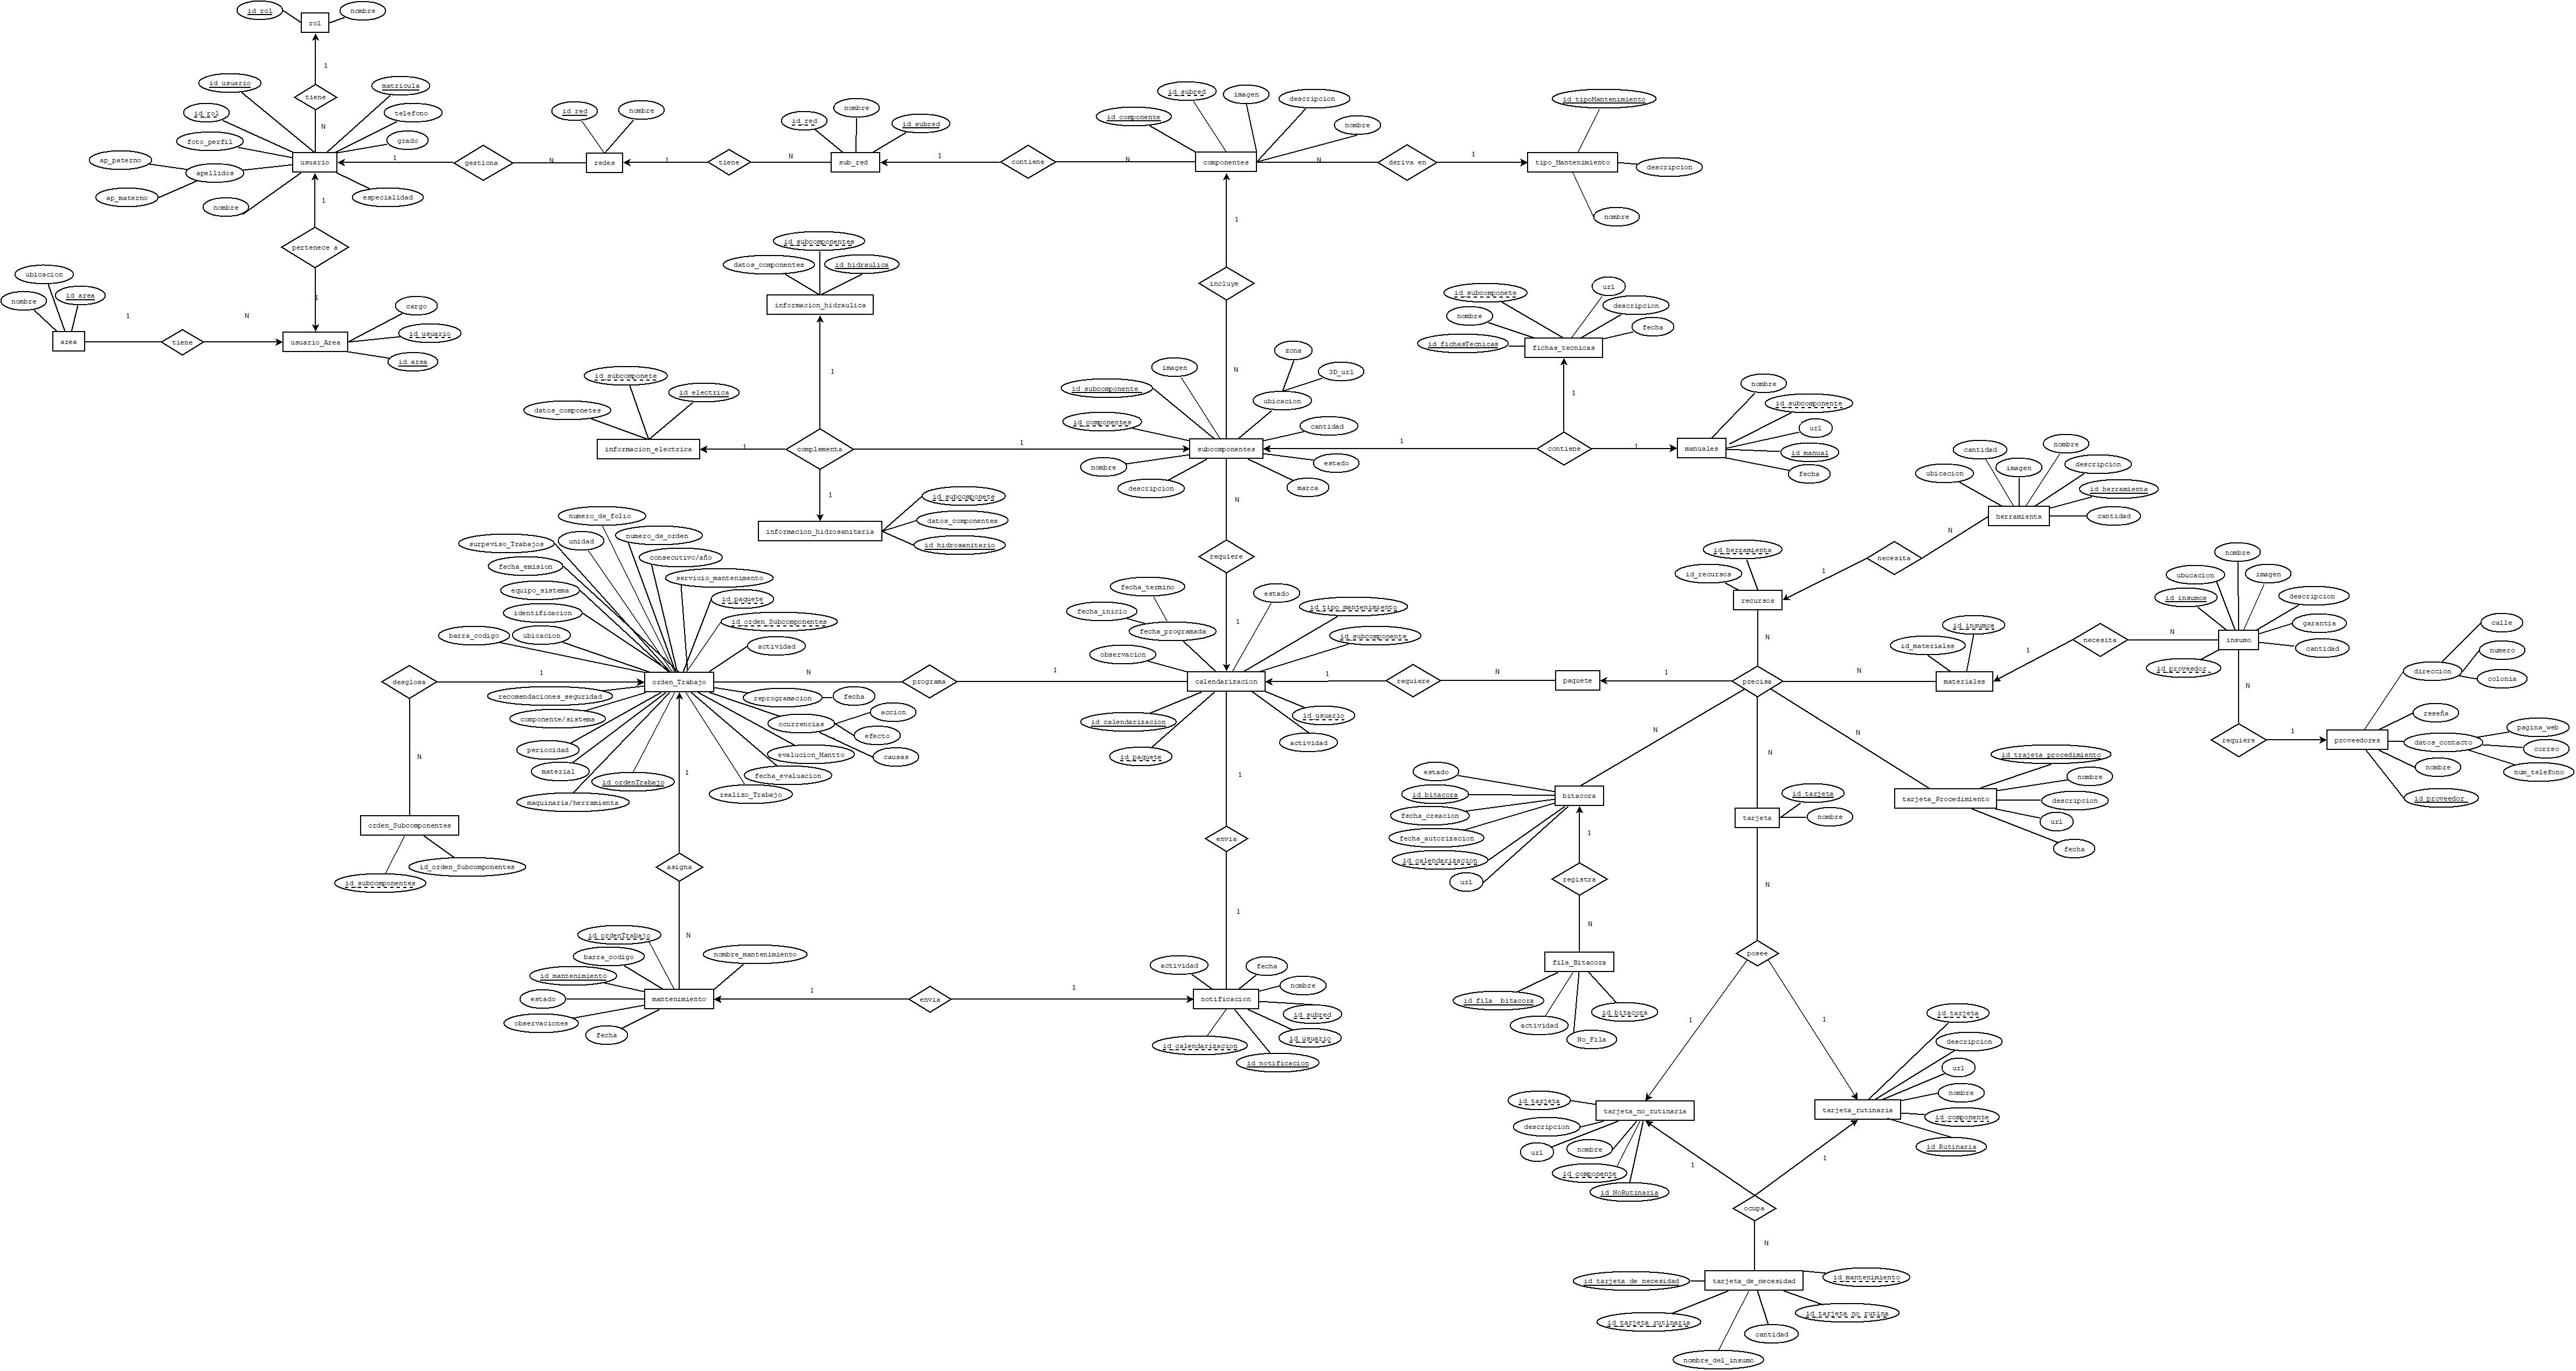 id_rol
nombre
rol
1
tiene
N
id_usuario
matricula
id_rol
telefono
foto_perfil
grado
ap_paterno
apellidos
usuario
ap_materno
nombre
especialidad
1
gestiona
N
id_red
nombre
redes
1
tiene
N
id_red
nombre
id_subred
sub_red
1
contiene
N
id_subred
imagen
descripcion
id_componente
nombre
componentes
N
deriva en
1
id_tipoMantenimiento
tipo_Mantenimiento
descripcion
nombre
1
pertenece a
1
ubicacion
nombre
id_area
area
1
tiene
N
usuario_Area
cargo
id_usuario
id_area
id_subcomponentes
datos_componentes
id_hidraulica
informacion_hidraulica
1
incluye
N
id_subcomponete
url
nombre
descripcion
id_fichasTecnicas
fecha
fichas_tecnicas
1
id_subcomponete
id_electrica
datos_componetes
informacion_electrica
1
1
complementa
1
1
id_subcomponete
datos_componentes
id_hidrosanitario
informacion_hidrosanitaria
imagen
zona
3D_url
ubicacion
id_subcomponente
id_componentes
cantidad
subcomponentes
nombre
estado
descripcion
marca
1
contiene
1
nombre
id_subcomponente
url
id_manual
fecha
manuales
cantidad
nombre
ubicacion
imagen
descripcion
id_herramienta
herramienta
cantidad
N
necesita
1
id_herramienta
id_recursos
recursos
N
nombre
ubucacion
imagen
id_insumos
descripcion
garantia
insumo
cantidad
id_proveedor
N
necesita
1
id_insumos
id_materiales
materiales
N
N
requiere
1
proveedores
calle
direccion
numero
colonia
reseña
datos_contacto
pagina_web
correo
num_telefono
nombre
id_proveedor
N
requiere
1
numero_de_folio
surpeviso_Trabajos
unidad
numero_de_orden
fecha_emision
consecutivo/año
equipo_sistema
servicio_mantenimento
identificacion
id_paquete
barra_codigo
ubicacion
id_orden_Subcomponentes
actividad
orden_Trabajo
recomendaciones_seguridad
reprogramacion
fecha
componente/sistema
ocurrencias
accion
efecto
causas
periocidad
evalucion_Mantto
material
fecha_evaluacion
id_ordenTrabajo
maquinaria/herramienta
realizo_Trabajo
desglosa
1
N
orden_Subcomponentes
id_orden_Subcomponentes
id_subcomponentes
N
programa
1
fecha_termino
estado
fecha_inicio
id_tipo_mantenimiento
fecha_programada
id_subcomponente
observacion
calendarizacion
id_calendarizacion
id_usuario
id_paquete
actividad
1
requiere
N
paquete
1
precisa
N
N
N
1
asigna
N
1
envia
1
estado
id_bitacora
fecha_creacion
fecha_autorizacion
id_calendarizacion
url
bitacora
1
registra
N
fila_Bitacora
id_fila__bitacora
actividad
No_Fila
id_bitacora
id_tarjeta
nombre
tarjeta
N
posee
1
1
id_trajeta_procedimiento
nombre
tarjeta_Procedimiento
descripcion
url
fecha
id_ordenTrabajo
nombre_mantenimiento
barra_codigo
id_mantenimiento
estado
mantenimiento
observaciones
fecha
1
envia
1
actividad
fecha
nombre
notificacion
id_subred
id_usuario
id_calendarizacion
id_notificacion
id_tarjeta
tarjeta_no_rutinaria
descripcion
url
nombre
id_componente
id_NoRutinaria
id_tarjeta
descripcion
url
nombre
tarjeta_rutinaria
id_componente
id_Rutinaria
1
1
ocupa
N
id_tarjeta_de_necesidad
tarjeta_de_necesidad
id_mantenimiento
id_tarjeta_rutinaria
id_tarjeta_no_rutina
cantidad
nombre_del_insumo